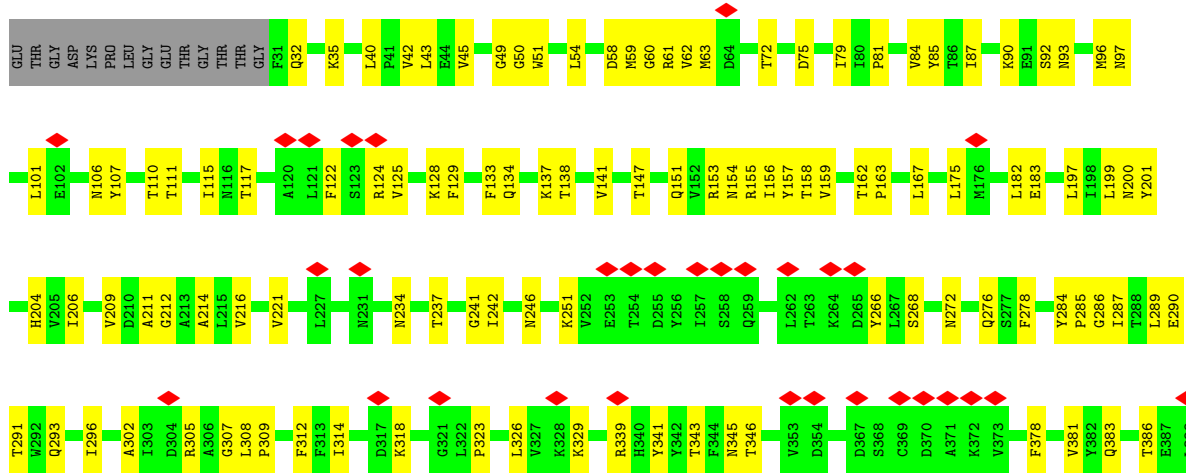 GLU THR GLY ASP LYS PRO LEU GLY GLU THR GLY THR THR GLY F31 Q32 K35 L40 P41 V42 L43 E44 V45 G49 G50 W51 L54 D58 M59 G60 R61 V62 M63 D64 T72 D75 I79 I80 P81 V84 Y85 T86 I87 K90 E91 S92 N93 M96 N97
L101 E102 N106 Y107 T110 T111 I115 N116 T117 A120 L121 F122 S123 R124 V125 K128 F129 F133 Q134 K137 T138 V141 T147 Q151 V152 R153 N154 R155 I156 Y157 T158 V159 T162 P163 L167 L175 M176 L182 E183 L197 I198 L199 N200 Y201
H204 V205 I206 V209 D210 A211 G212 A213 A214 L215 V216 V221 L227 N231 N234 T237 G241 I242 N246 K251 V252 E253 T254 D255 Y256 I257 S258 Q259 L262 T263 K264 D265 Y266 L267 S268 N272 Q276 S277 F278 Y284 P285 G286 I287 T288 L289 E290
T291 W292 Q293 I296 A302 I303 D304 R305 A306 G307 L308 P309 F312 F313 I314 D317 K318 G321 L322 P323 L326 V327 K328 K329 R339 H340 Y341 Y342 T343 F344 N345 T346 V353 D354 D367 S368 C369 D370 A371 K372 V373 F378 V381 Y382 Q383 T386 E387